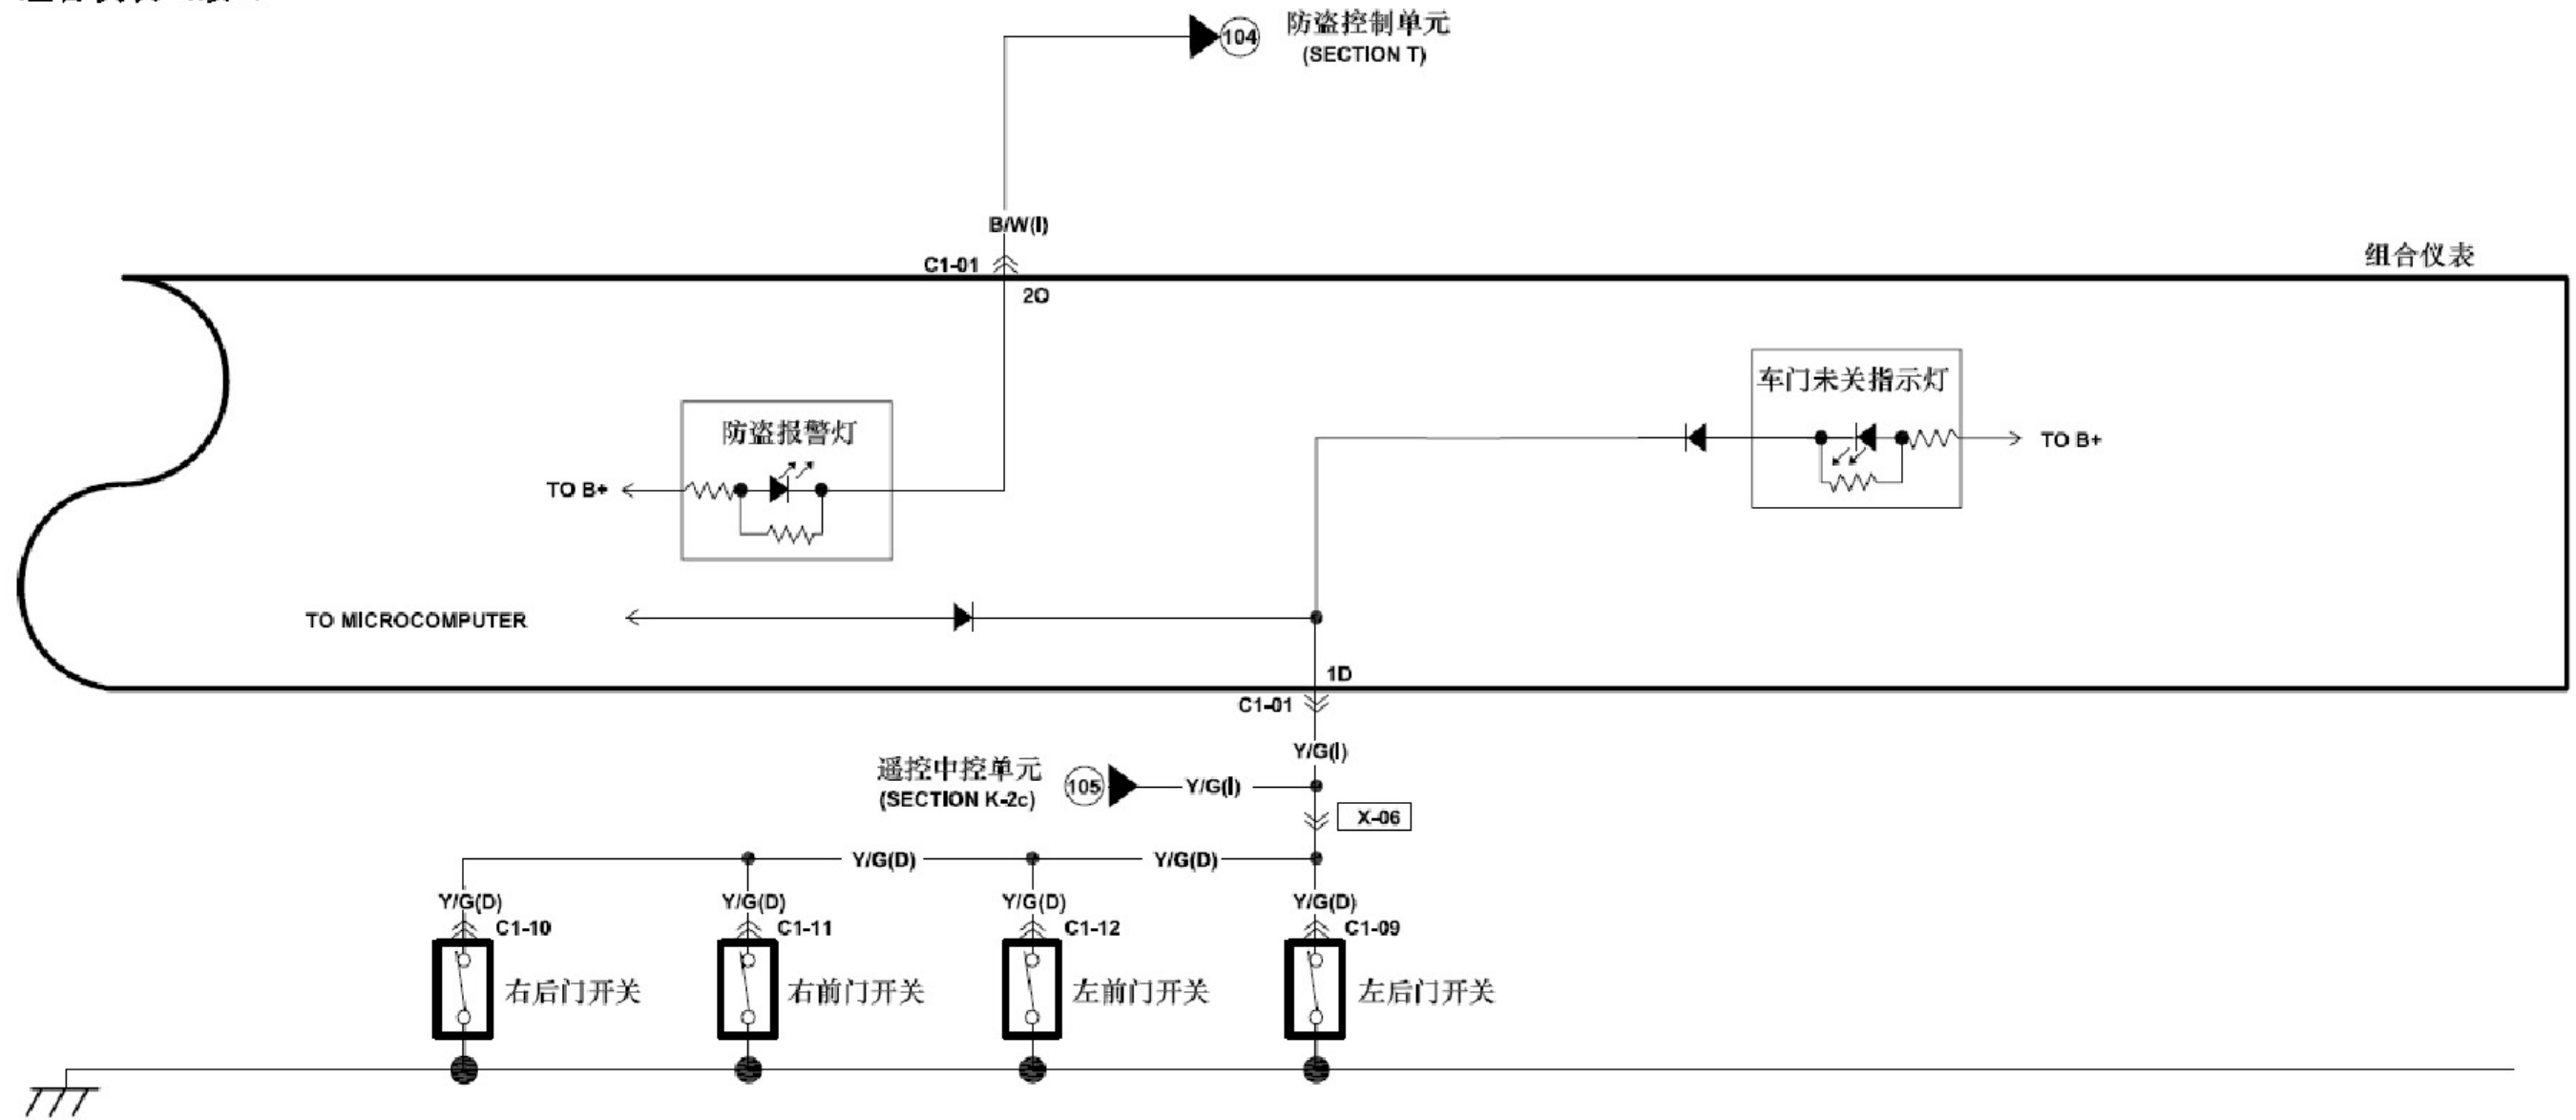 104
防盗控制单元
(SECTION T)
B/W(I)
C1-01
2O
组合仪表
车门未关指示灯
TO B+
防盗报警灯
TO B+
TO MICROCOMPUTER
1D
C1-01
Y/G(I)
遥控中控单元
(SECTION K-2c)
105
Y/G(I)
X-06
Y/G(D)
Y/G(D)
Y/G(D)
Y/G(D)
Y/G(D)
Y/G(D)
C1-10
C1-11
C1-12
C1-09
右后门开关
右前门开关
左前门开关
左后门开关